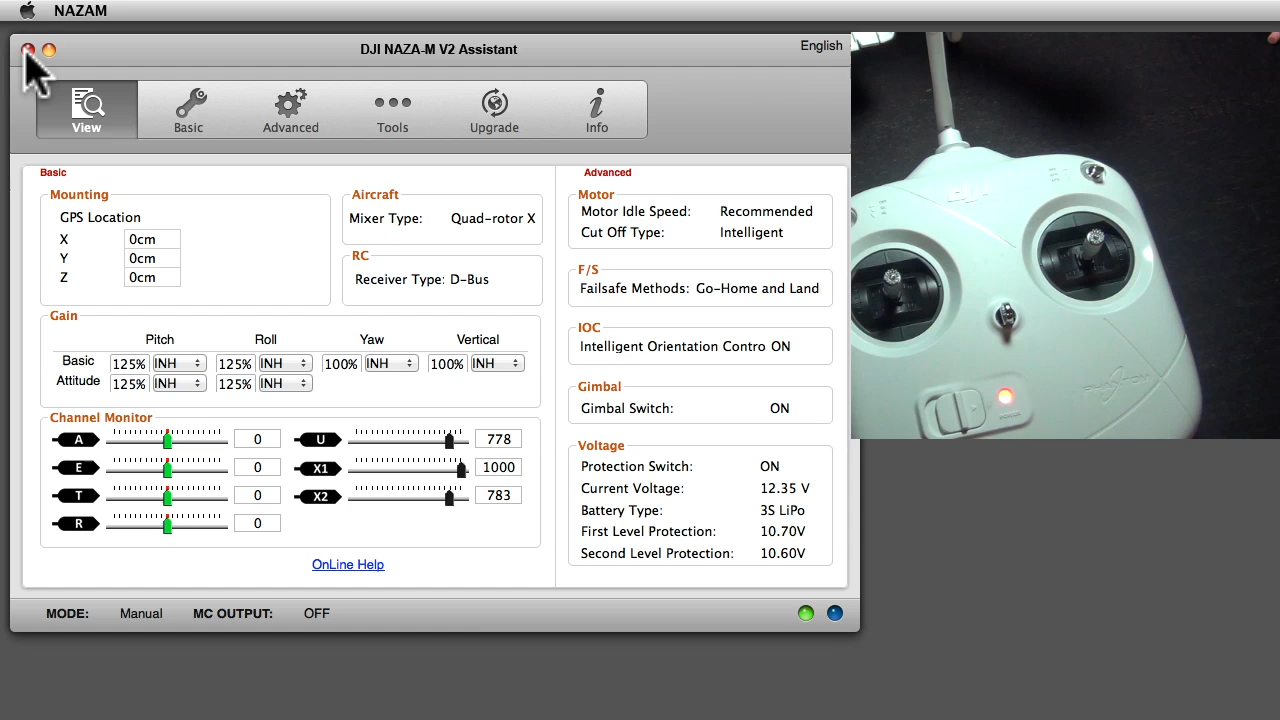 NAZAM
DJI NAZA-M V2 Assistant
English
View
Basic
Advanced
Tools
Upgrade
Info
Basic
Mounting
GPS Location
X 0cm
Y 0cm
Z 0cm
Aircraft
Mixer Type: Quad-rotor X
RC
Receiver Type: D-Bus
Gain
Pitch Roll Yaw Vertical
Basic 125% INH 125% INH 100% INH 100% INH
Attitude 125% INH 125% INH
Channel Monitor
A 0 U 778
E 0 X1 1000
T 0 X2 783
R 0
OnLine Help
Advanced
Motor
Motor Idle Speed: Recommended
Cut Off Type: Intelligent
F/S
Failsafe Methods: Go-Home and Land
IOC
Intelligent Orientation Contro ON
Gimbal
Gimbal Switch: ON
Voltage
Protection Switch: ON
Current Voltage: 12.35 V
Battery Type: 3S LiPo
First Level Protection: 10.70V
Second Level Protection: 10.60V
MODE: Manual MC OUTPUT: OFF
DJI
PHANTOM
POWER